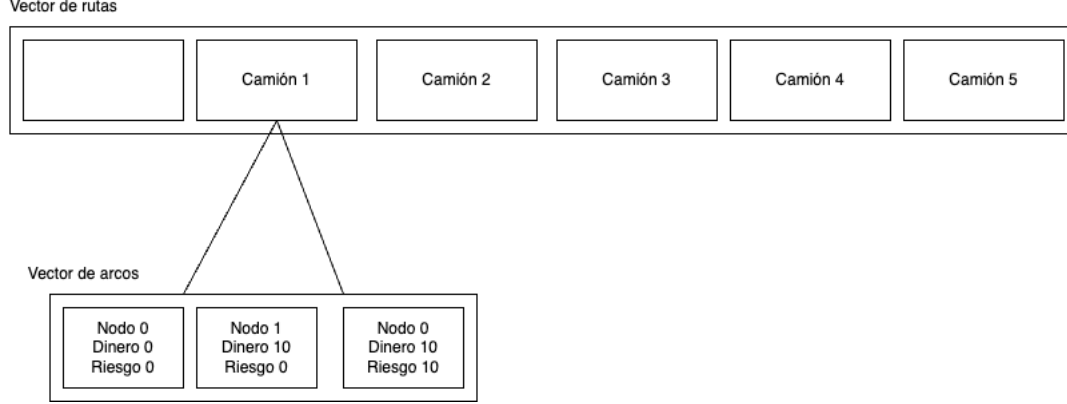 Vector de rutas
Camión 1
Camión 2
Camión 3
Camión 4
Camión 5
Vector de arcos
Nodo 0
Dinero 0
Riesgo 0
Nodo 1
Dinero 10
Riesgo 0
Nodo 0
Dinero 10
Riesgo 10